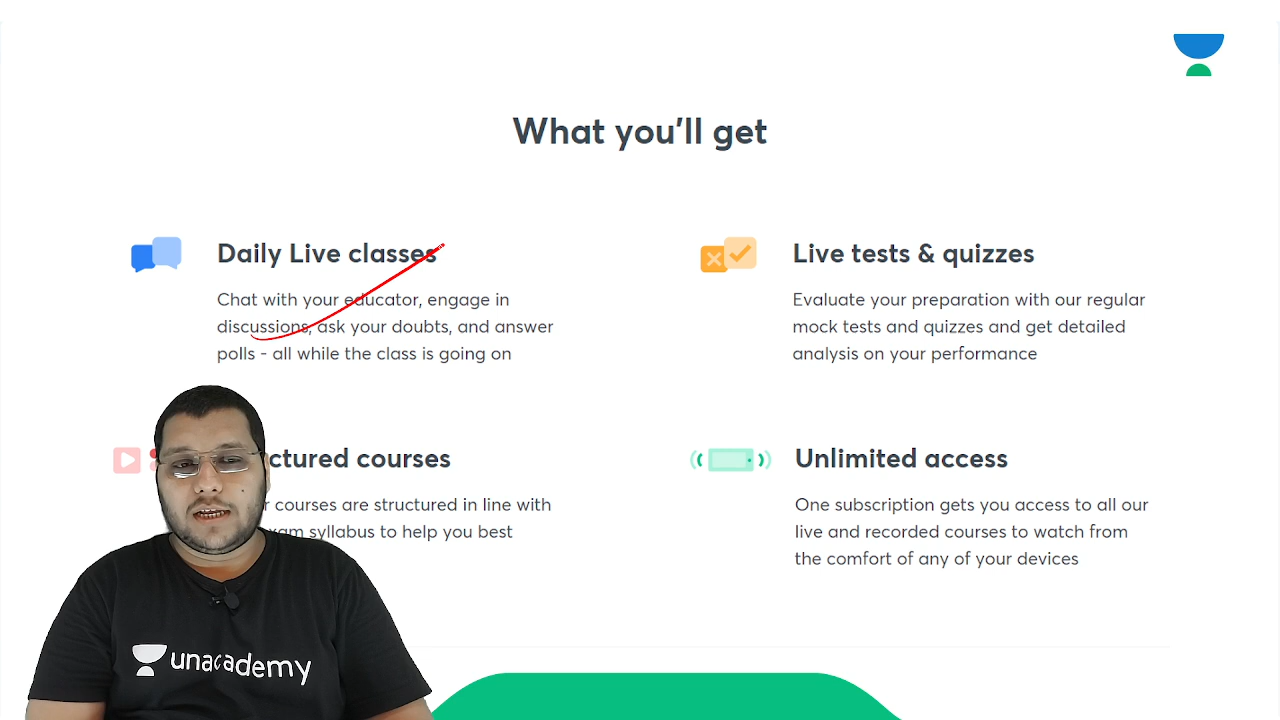 What you'll get
Daily Live classes
Chat with your educator, engage in
discussions, ask your doubts, and answer
polls - all while the class is going on
Live tests & quizzes
Evaluate your preparation with our regular
mock tests and quizzes and get detailed
analysis on your performance
ctured courses
courses are structured in line with
syllabus to help you best
Unlimited access
One subscription gets you access to all our
live and recorded courses to watch from
the comfort of any of your devices
unacademy